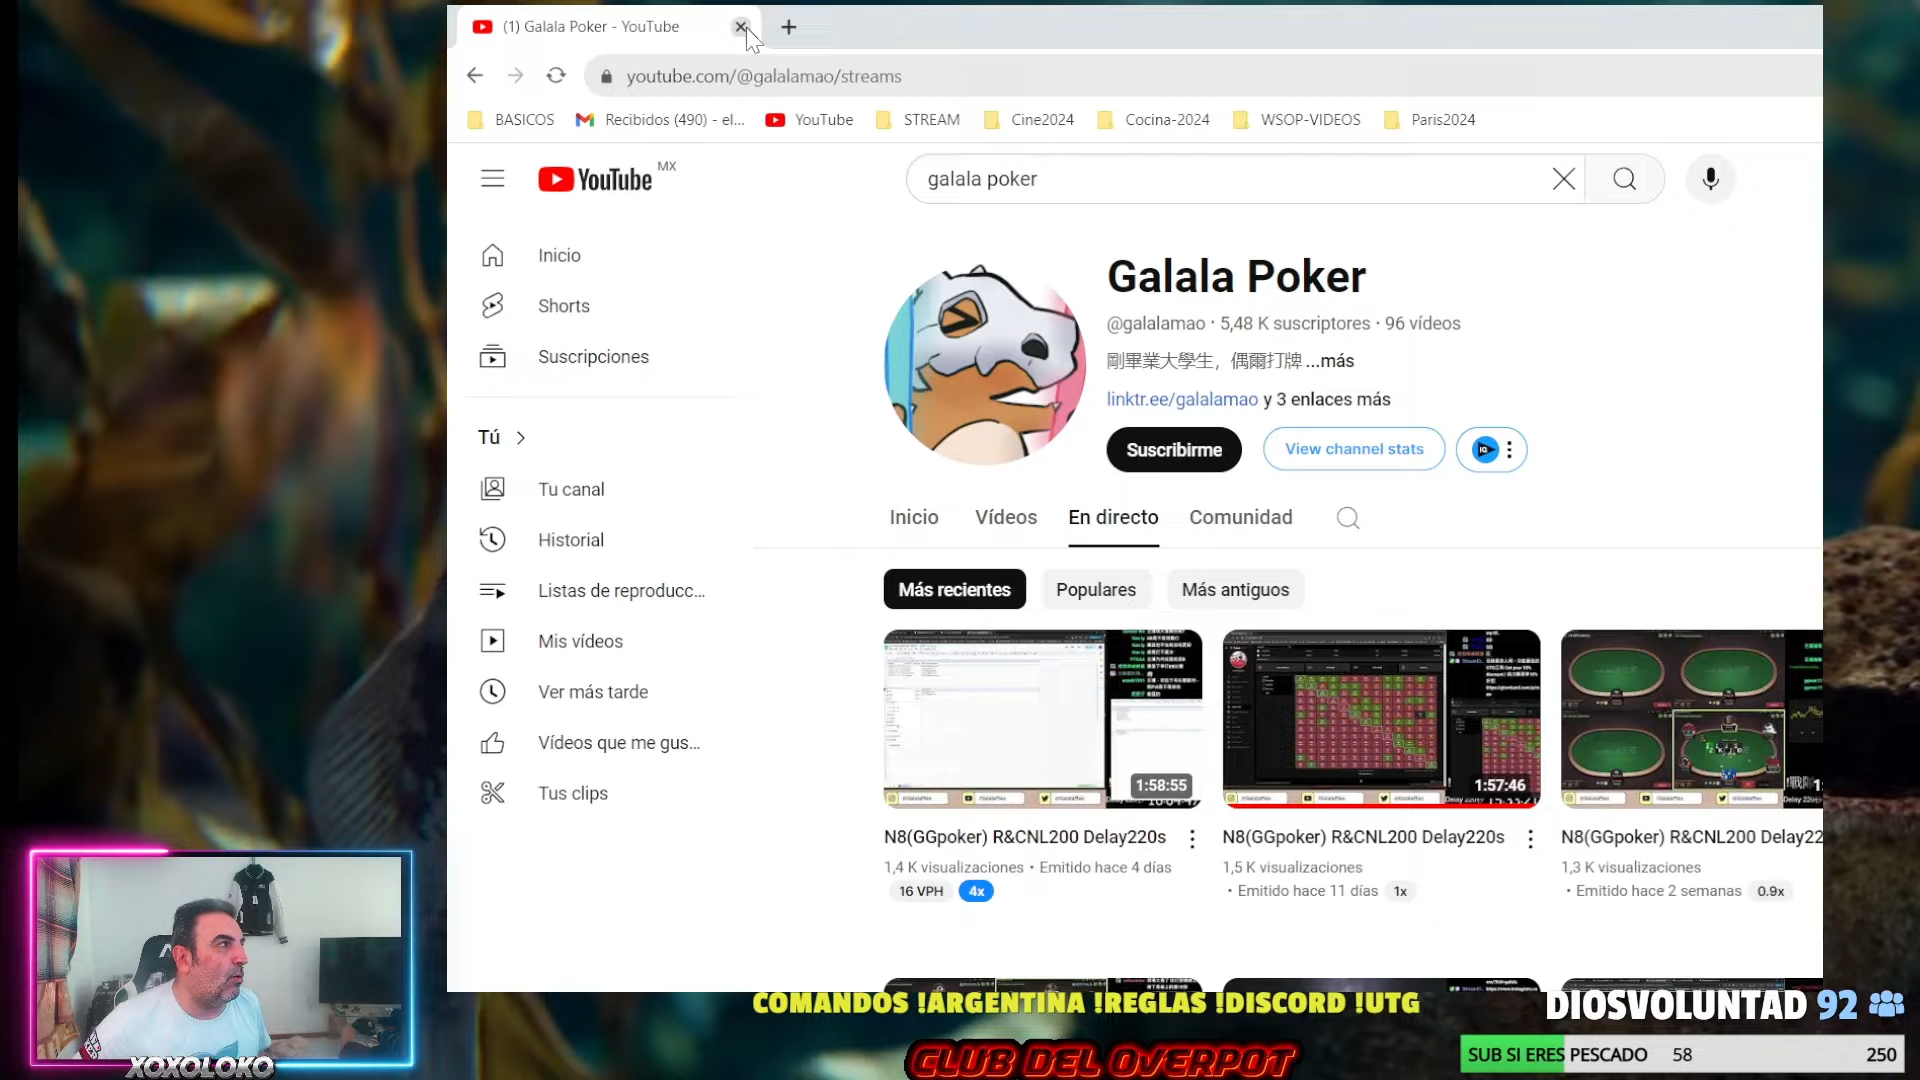 (1) Galala Poker - YouTube
youtube.com/@galalamao/streams
BASICOS
Recibidos (490) - el...
YouTube
STREAM
Cine2024
Cocina-2024
WSOP-VIDEOS
Paris2024
YouTube MX
galala poker
Inicio
Shorts
Suscripciones
Tú
Tu canal
Historial
Listas de reproducc...
Mis vídeos
Ver más tarde
Vídeos que me gus...
Tus clips
Galala Poker
@galalamao · 5,48 K suscriptores · 96 vídeos
剛畢業大學生，偶爾打牌 ...más
linktr.ee/galalamao y 3 enlaces más
Suscribirme
View channel stats
Inicio
Vídeos
En directo
Comunidad
Más recientes
Populares
Más antiguos
1:58:55
1:57:46
N8(GGpoker) R&CNL200 Delay220s
1,4 K visualizaciones • Emitido hace 4 días
16 VPH
4x
N8(GGpoker) R&CNL200 Delay220s
1,5 K visualizaciones
• Emitido hace 11 días
1x
N8(GGpoker) R&CNL200 Delay22
1,3 K visualizaciones
• Emitido hace 2 semanas
0.9x
COMANDOS !ARGENTINA !REGLAS !DISCORD !UTG
DIOSVOLUNTAD 92
CLUB DEL OVERPOT
SUB SI ERES PESCADO 58 250
XOXOLOKO